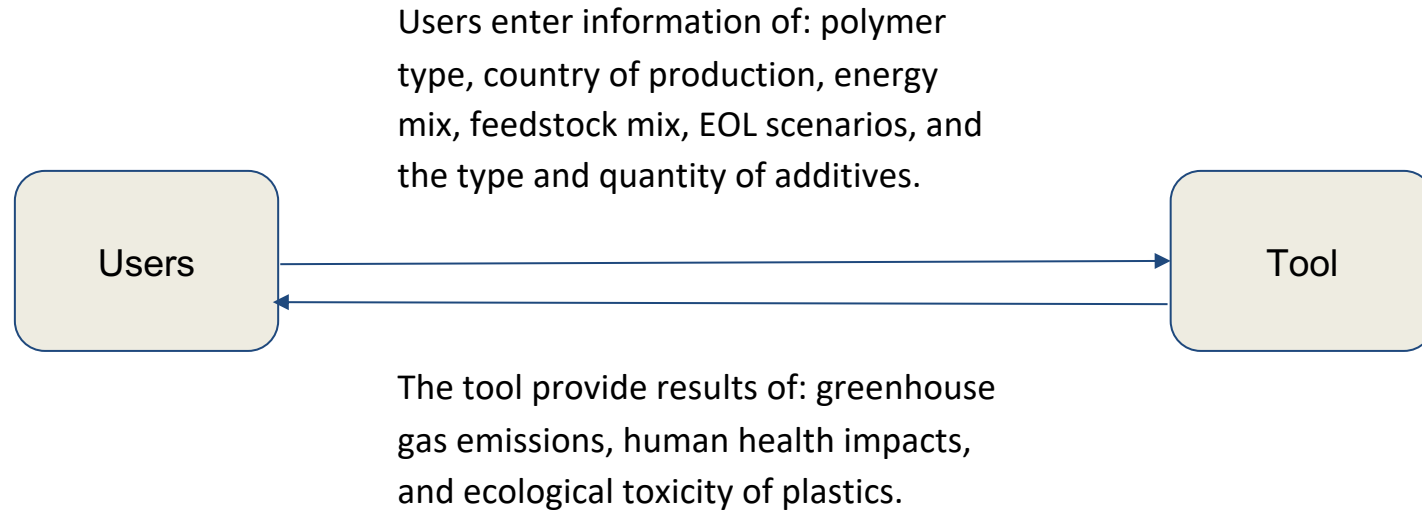 Users enter information of: polymer
type, country of production, energy
mix, feedstock mix, EOL scenarios, and
the type and quantity of additives.
Users
Tool
The tool provide results of: greenhouse
gas emissions, human health impacts,
and ecological toxicity of plastics.